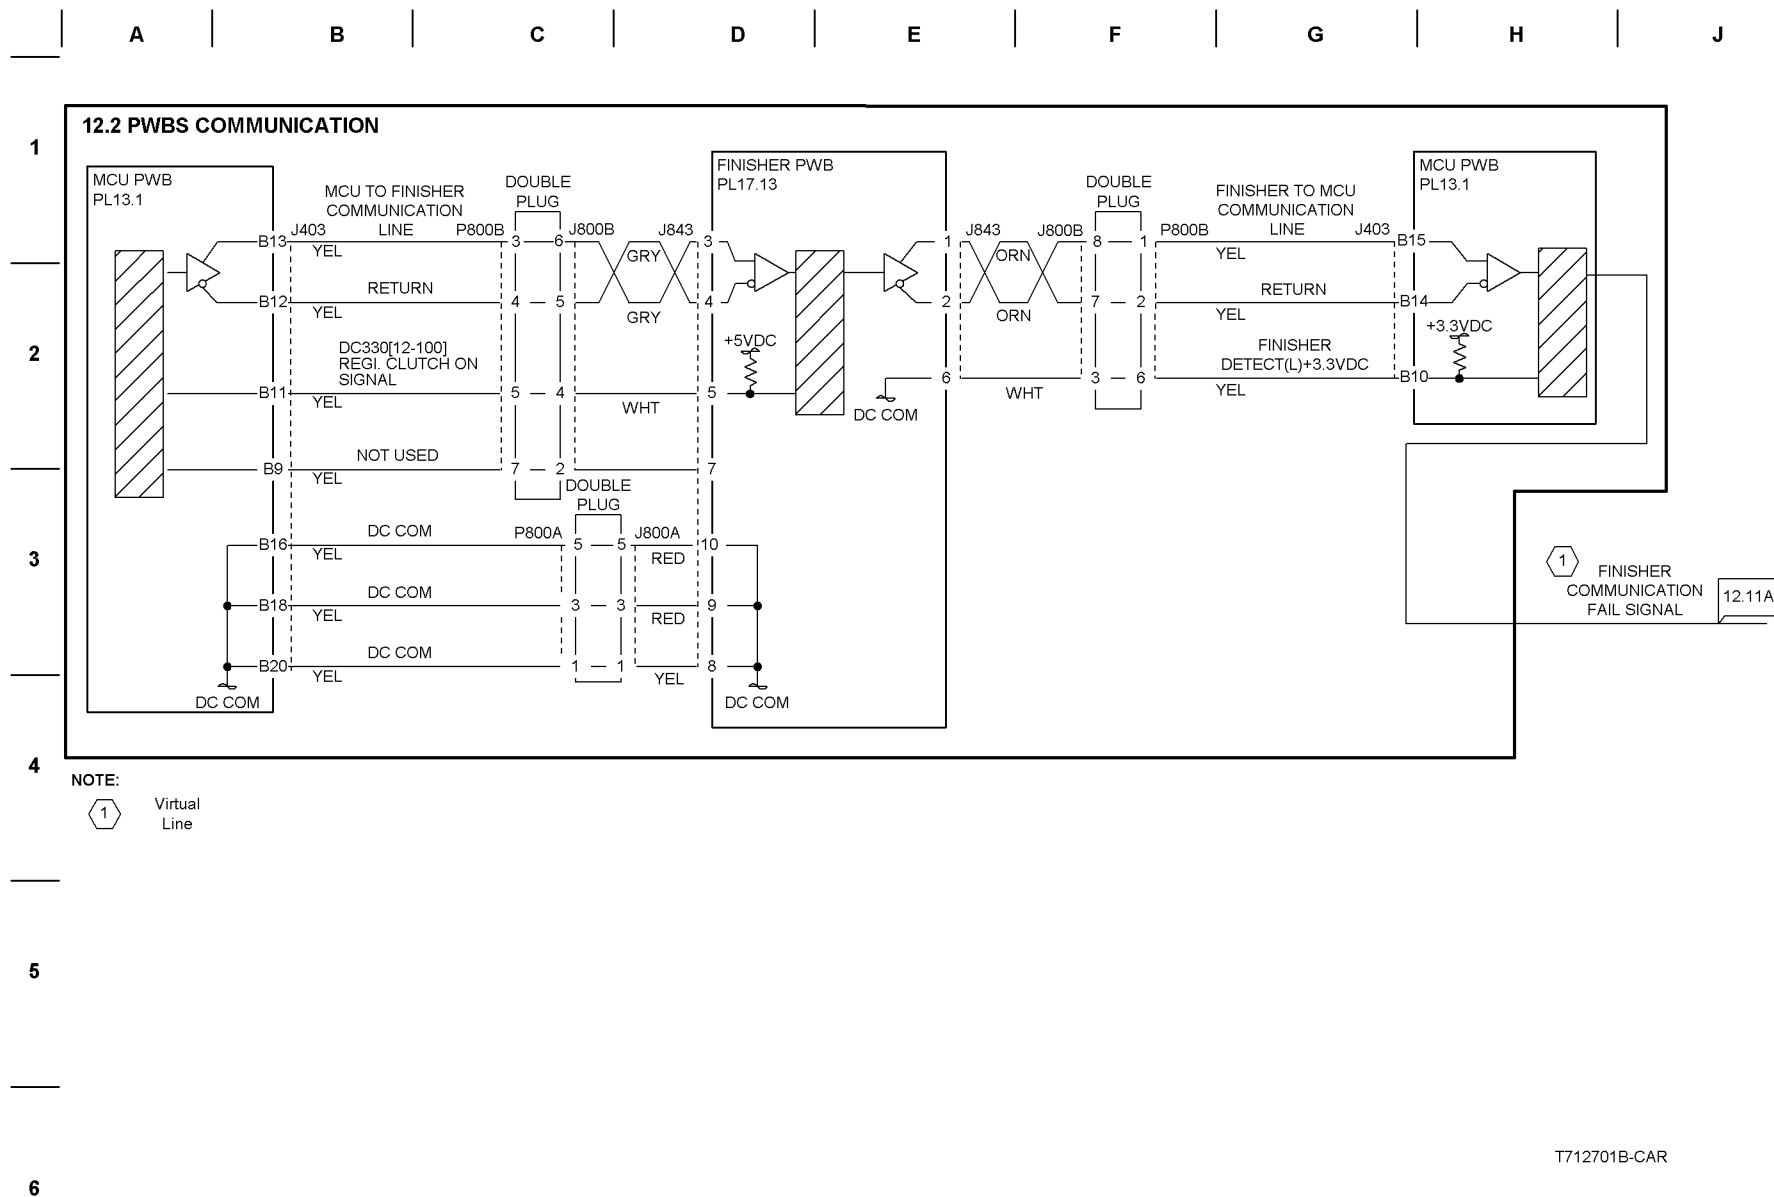 A B C D E F G H J
1
12.2 PWBS COMMUNICATION
MCU PWB
PL13.1
MCU TO FINISHER
COMMUNICATION
LINE
DOUBLE
PLUG
FINISHER PWB
PL17.13
DOUBLE
PLUG
FINISHER TO MCU
COMMUNICATION
LINE
MCU PWB
PL13.1
J403 P800B J800B J843 J843 J800B P800B J403
B13 YEL 3 6 GRY 3 1 ORN 8 1 YEL B15
B12 RETURN YEL 4 5 GRY 4 2 ORN 7 2 RETURN YEL B14
2
DC330[12-100]
REGI. CLUTCH ON
SIGNAL
+5VDC
FINISHER
DETECT(L)+3.3VDC
+3.3VDC
6 WHT 3 6 YEL B10
DC COM
B11 YEL 5 4 WHT 5
NOT USED
B9 YEL 7 2 7
DOUBLE
PLUG
3
P800A J800A
B16 DC COM YEL 5 5 RED 10
B18 DC COM YEL 3 3 RED 9
B20 DC COM YEL 1 1 YEL 8
DC COM
DC COM
1
FINISHER
COMMUNICATION
FAIL SIGNAL
12.11A
4
NOTE:
1 Virtual
Line
5
T712701B-CAR
6